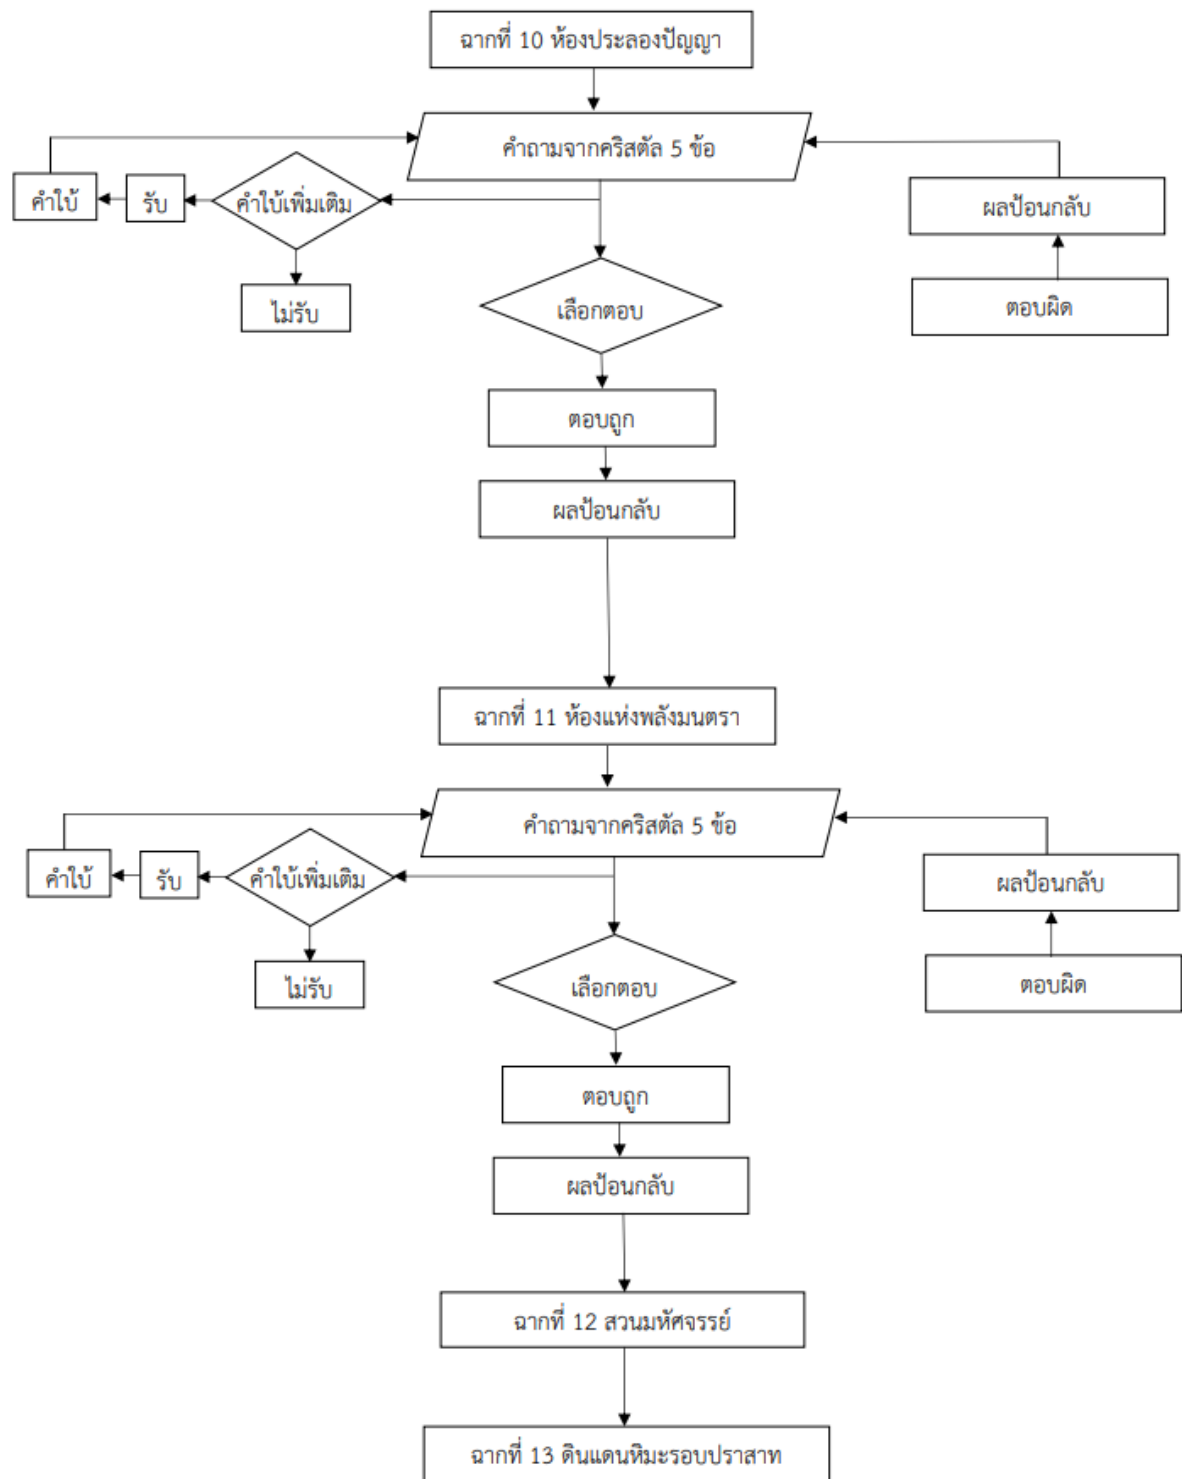 ฉากที่ 10 ห้องประลองปัญญา
คำถามจากคริสตัล 5 ข้อ
คำใบ้
รับ
คำใบ้เพิ่มเติม
ผลป้อนกลับ
ไม่รับ
เลือกตอบ
ตอบผิด
ตอบถูก
ผลป้อนกลับ
ฉากที่ 11 ห้องแห่งพลังมนตรา
คำถามจากคริสตัล 5 ข้อ
คำใบ้
รับ
คำใบ้เพิ่มเติม
ผลป้อนกลับ
ไม่รับ
เลือกตอบ
ตอบผิด
ตอบถูก
ผลป้อนกลับ
ฉากที่ 12 สวนมหัศจรรย์
ฉากที่ 13 ดินแดนหิมะรอบปราสาท